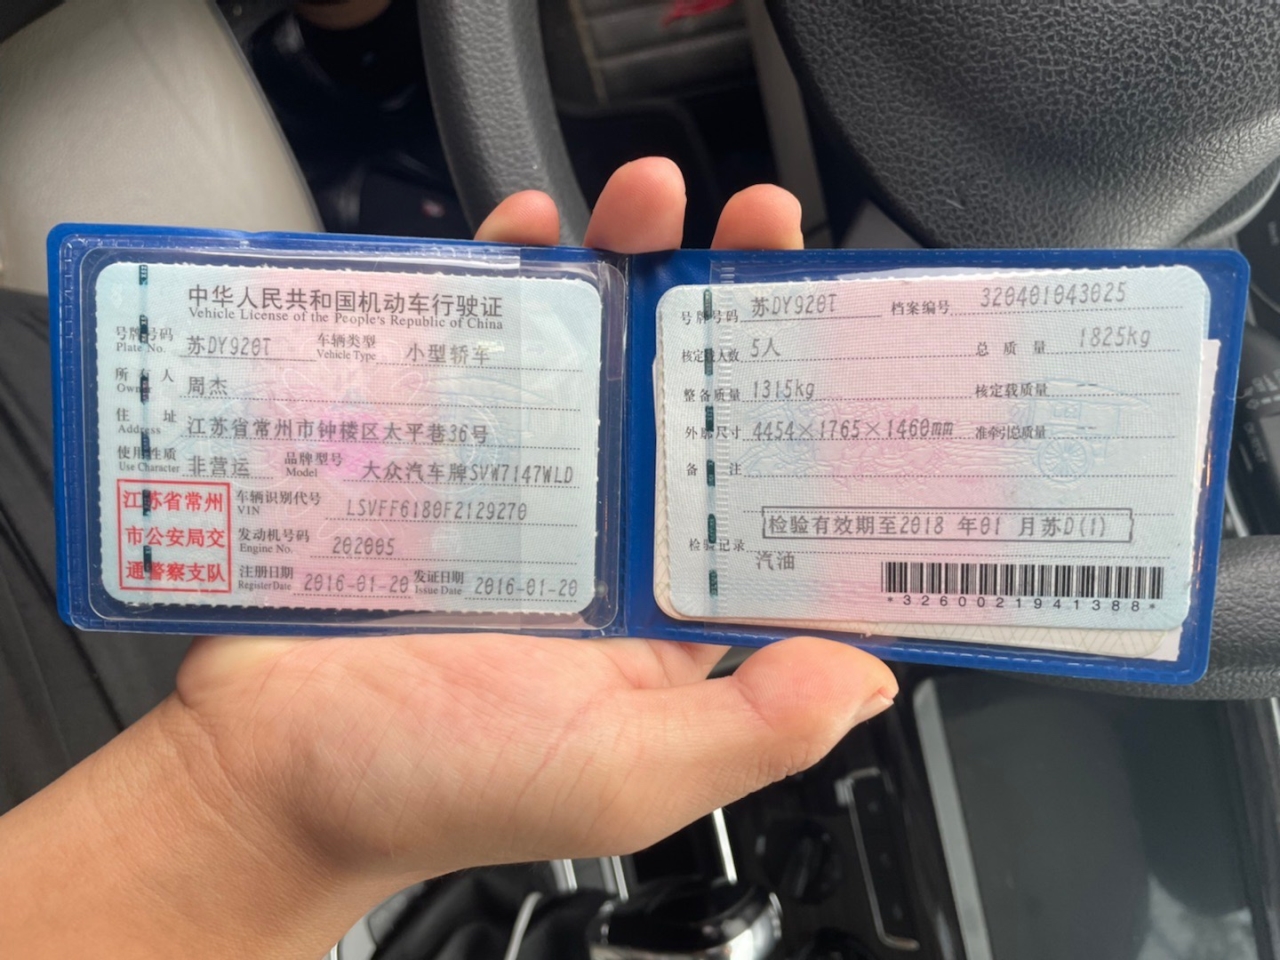 中华人民共和国机动车行驶证
Vehicle License of the People's Republic of China
号牌号码 Plate No. 苏DY920T 车辆类型 Vehicle Type 小型轿车
所有人 Owner 周杰
住址 Address 江苏省常州市钟楼区太平巷36号
使用性质 Use Character 非营运 品牌型号 Model 大众汽车牌SVW7147WLD
江苏省常州
市公安局交
通警察支队
车辆识别代号 VIN LSVFF6180F2129270
发动机号码 Engine No. 202005
注册日期 Register Date 2016-01-20 发证日期 Issue Date 2016-01-20
号牌号码 苏DY920T 档案编号 320401043025
核定载人数 5人 总质量 1825kg
整备质量 1315kg 核定载质量 --
外廓尺寸 4454×1765×1460mm 准牵引总质量 --
备注
检验有效期至2018 年01 月苏D(1)
检验记录
汽油
*3260021941388*